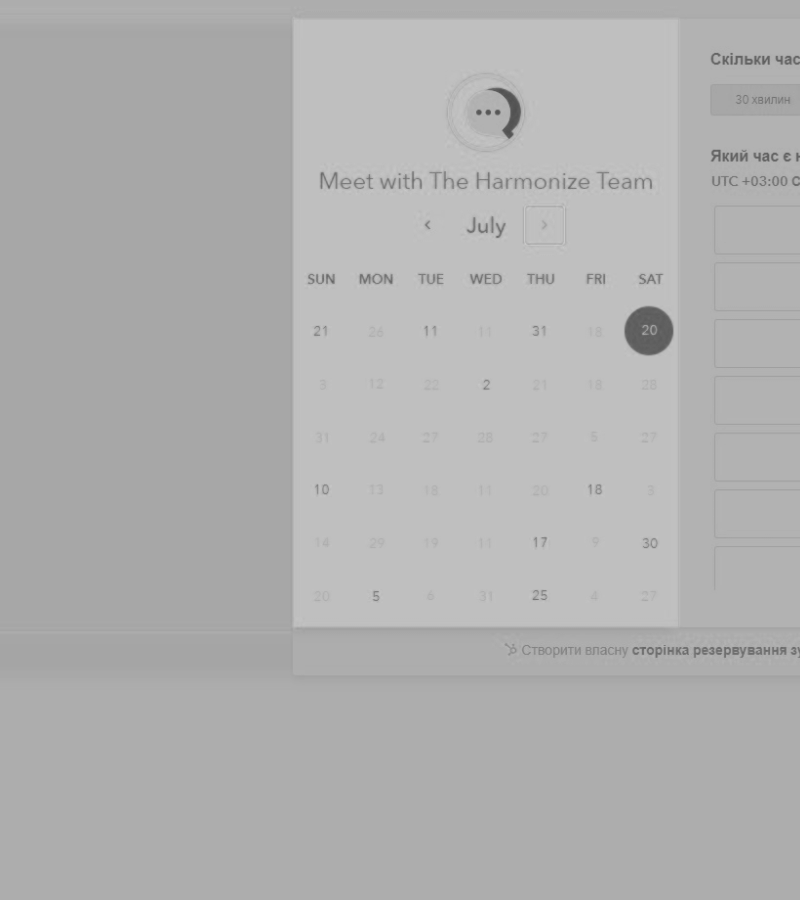 Meet with The Harmonize Team
July
SUN MON TUE WED THU FRI SAT
21 26 11 11 31 18 20
3 12 22 2 21 18 28
31 24 27 28 27 5 27
10 13 18 11 20 18 3
14 29 19 11 17 9 30
20 5 6 31 25 4 27
Скільки час
30 хвилин
Який час є
UTC +03:00
Створити власну сторінка резервування